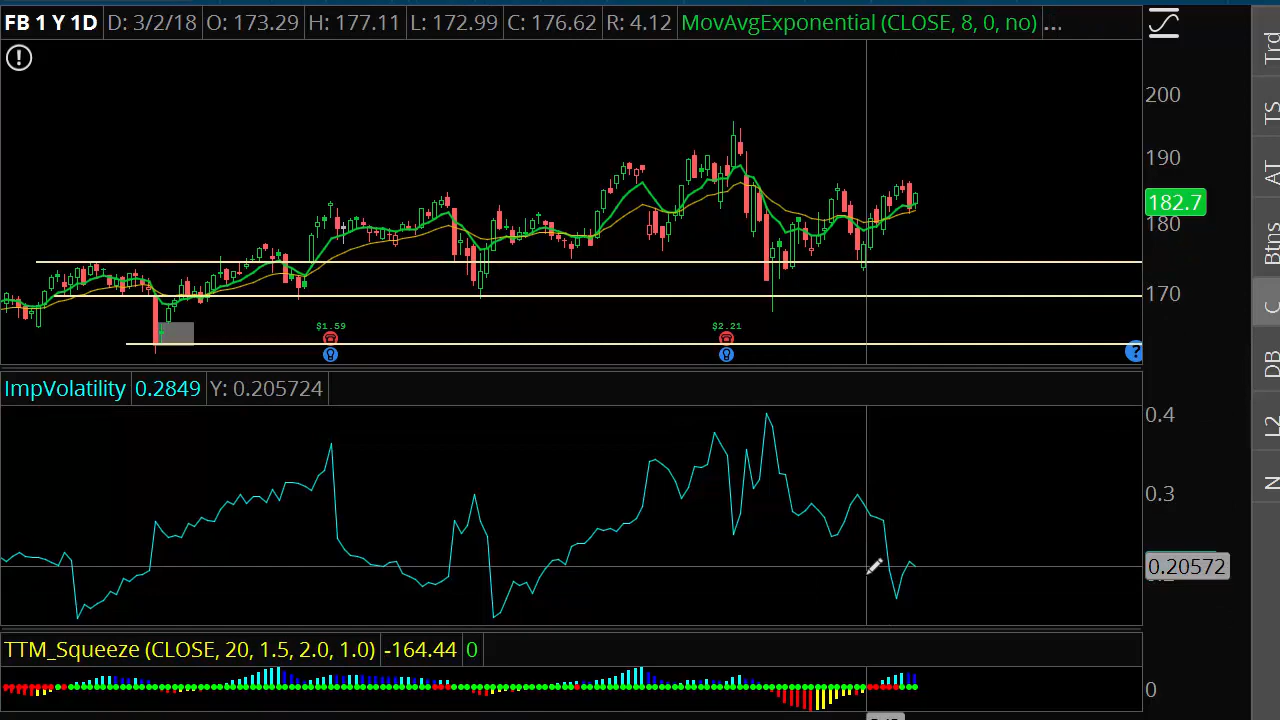 FB 1 Y 1D D: 3/2/18 O: 173.29 H: 177.11 L: 172.99 C: 176.62 R: 4.12 MovAvgExponential (CLOSE, 8, 0, no) ...
Trd
TS
AT
Btns
C
DB
L2
N
200
190
182.7
180
170
$1.59
$2.21
ImpVolatility 0.2849 Y: 0.205724
0.4
0.3
0.20572
TTM_Squeeze (CLOSE, 20, 1.5, 2.0, 1.0) -164.44 0
0